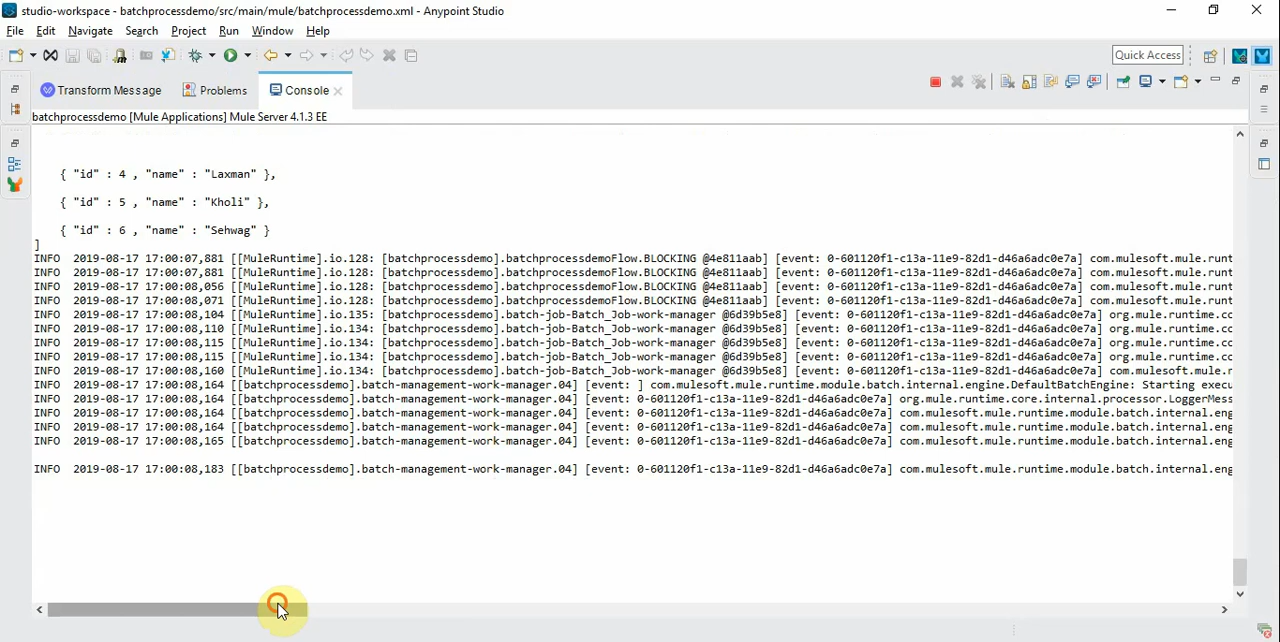 studio-workspace - batchprocessdemo/src/main/mule/batchprocessdemo.xml - Anypoint Studio
File Edit Navigate Search Project Run Window Help
Quick Access
Transform Message Problems Console
batchprocessdemo [Mule Applications] Mule Server 4.1.3 EE
{ "id" : 4 , "name" : "Laxman" },
{ "id" : 5 , "name" : "Kholi" },
{ "id" : 6 , "name" : "Sehwag" }
]
INFO 2019-08-17 17:00:07,881 [[MuleRuntime].io.128: [batchprocessdemo].batchprocessdemoFlow.BLOCKING @4e811aab] [event: 0-601120f1-c13a-11e9-82d1-d46a6adc0e7a] com.mulesoft.mule.runt
INFO 2019-08-17 17:00:07,881 [[MuleRuntime].io.128: [batchprocessdemo].batchprocessdemoFlow.BLOCKING @4e811aab] [event: 0-601120f1-c13a-11e9-82d1-d46a6adc0e7a] com.mulesoft.mule.runt
INFO 2019-08-17 17:00:08,056 [[MuleRuntime].io.128: [batchprocessdemo].batchprocessdemoFlow.BLOCKING @4e811aab] [event: 0-601120f1-c13a-11e9-82d1-d46a6adc0e7a] com.mulesoft.mule.runt
INFO 2019-08-17 17:00:08,071 [[MuleRuntime].io.128: [batchprocessdemo].batchprocessdemoFlow.BLOCKING @4e811aab] [event: 0-601120f1-c13a-11e9-82d1-d46a6adc0e7a] com.mulesoft.mule.runt
INFO 2019-08-17 17:00:08,104 [[MuleRuntime].io.135: [batchprocessdemo].batch-job-Batch_Job-work-manager @6d39b5e8] [event: 0-601120f1-c13a-11e9-82d1-d46a6adc0e7a] org.mule.runtime.cc
INFO 2019-08-17 17:00:08,110 [[MuleRuntime].io.134: [batchprocessdemo].batch-job-Batch_Job-work-manager @6d39b5e8] [event: 0-601120f1-c13a-11e9-82d1-d46a6adc0e7a] org.mule.runtime.cc
INFO 2019-08-17 17:00:08,115 [[MuleRuntime].io.134: [batchprocessdemo].batch-job-Batch_Job-work-manager @6d39b5e8] [event: 0-601120f1-c13a-11e9-82d1-d46a6adc0e7a] org.mule.runtime.cc
INFO 2019-08-17 17:00:08,115 [[MuleRuntime].io.134: [batchprocessdemo].batch-job-Batch_Job-work-manager @6d39b5e8] [event: 0-601120f1-c13a-11e9-82d1-d46a6adc0e7a] org.mule.runtime.cc
INFO 2019-08-17 17:00:08,160 [[MuleRuntime].io.134: [batchprocessdemo].batch-job-Batch_Job-work-manager @6d39b5e8] [event: 0-601120f1-c13a-11e9-82d1-d46a6adc0e7a] com.mulesoft.mule.r
INFO 2019-08-17 17:00:08,164 [[batchprocessdemo].batch-management-work-manager.04] [event: ] com.mulesoft.mule.runtime.module.batch.internal.engine.DefaultBatchEngine: Starting execu
INFO 2019-08-17 17:00:08,164 [[batchprocessdemo].batch-management-work-manager.04] [event: 0-601120f1-c13a-11e9-82d1-d46a6adc0e7a] org.mule.runtime.core.internal.processor.LoggerMess
INFO 2019-08-17 17:00:08,164 [[batchprocessdemo].batch-management-work-manager.04] [event: 0-601120f1-c13a-11e9-82d1-d46a6adc0e7a] com.mulesoft.mule.runtime.module.batch.internal.eng
INFO 2019-08-17 17:00:08,164 [[batchprocessdemo].batch-management-work-manager.04] [event: 0-601120f1-c13a-11e9-82d1-d46a6adc0e7a] com.mulesoft.mule.runtime.module.batch.internal.eng
INFO 2019-08-17 17:00:08,165 [[batchprocessdemo].batch-management-work-manager.04] [event: 0-601120f1-c13a-11e9-82d1-d46a6adc0e7a] com.mulesoft.mule.runtime.module.batch.internal.eng
INFO 2019-08-17 17:00:08,183 [[batchprocessdemo].batch-management-work-manager.04] [event: 0-601120f1-c13a-11e9-82d1-d46a6adc0e7a] com.mulesoft.mule.runtime.module.batch.internal.eng